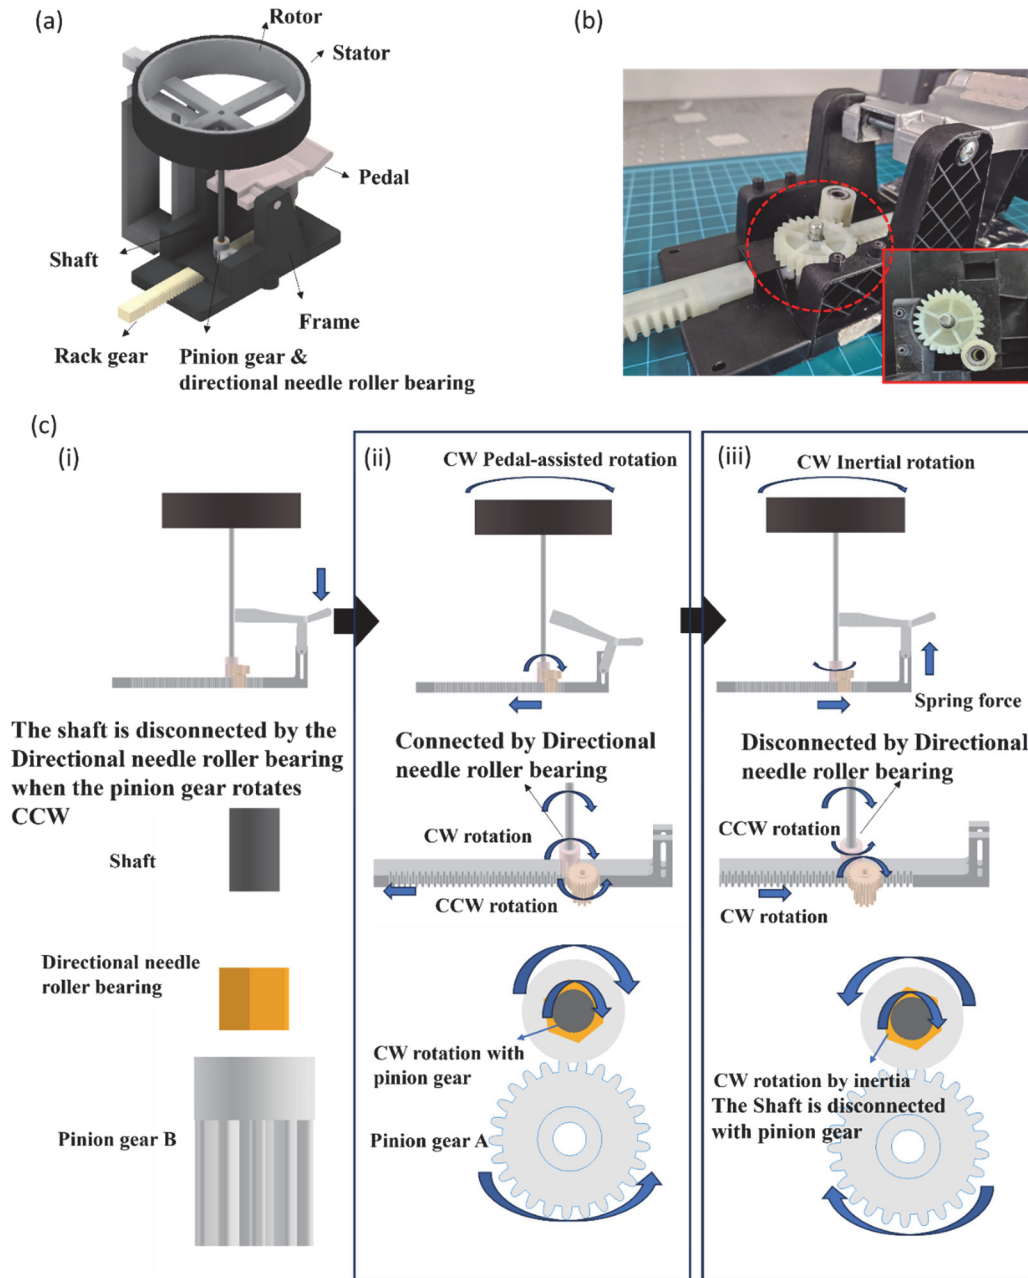 (a)
Rotor
Stator
Pedal
Shaft
Frame
Rack gear
Pinion gear &
directional needle roller bearing
(b)
(c)
(i)
The shaft is disconnected by the
Directional needle roller bearing
when the pinion gear rotates
CCW
Shaft
Directional needle
roller bearing
Pinion gear B
(ii)
CW Pedal-assisted rotation
Connected by Directional
needle roller bearing
CW rotation
CCW rotation
CW rotation with
pinion gear
Pinion gear A
(iii)
CW Inertial rotation
Spring force
Disconnected by Directional
needle roller bearing
CCW rotation
CW rotation
CW rotation by inertia
The Shaft is disconnected
with pinion gear